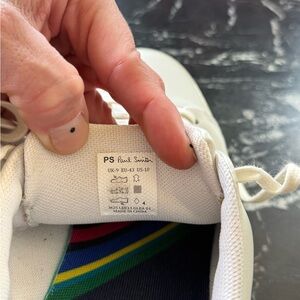 PS Paul Smith
UK-9 EU-43 US-10
MADE IN CHINA